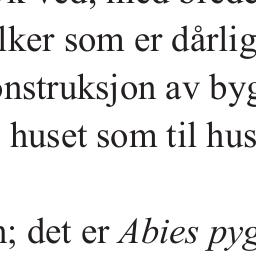 ved, med brede
lker som er dårlig
onstruksjon av byg
huset som til hus
; det er Abies pyg